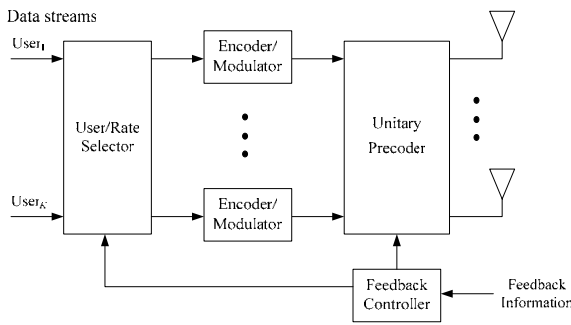 Data streams
User1
UserK
User/Rate
Selector
Encoder/
Modulator
Encoder/
Modulator
Unitary
Precoder
Feedback
Controller
Feedback
Information